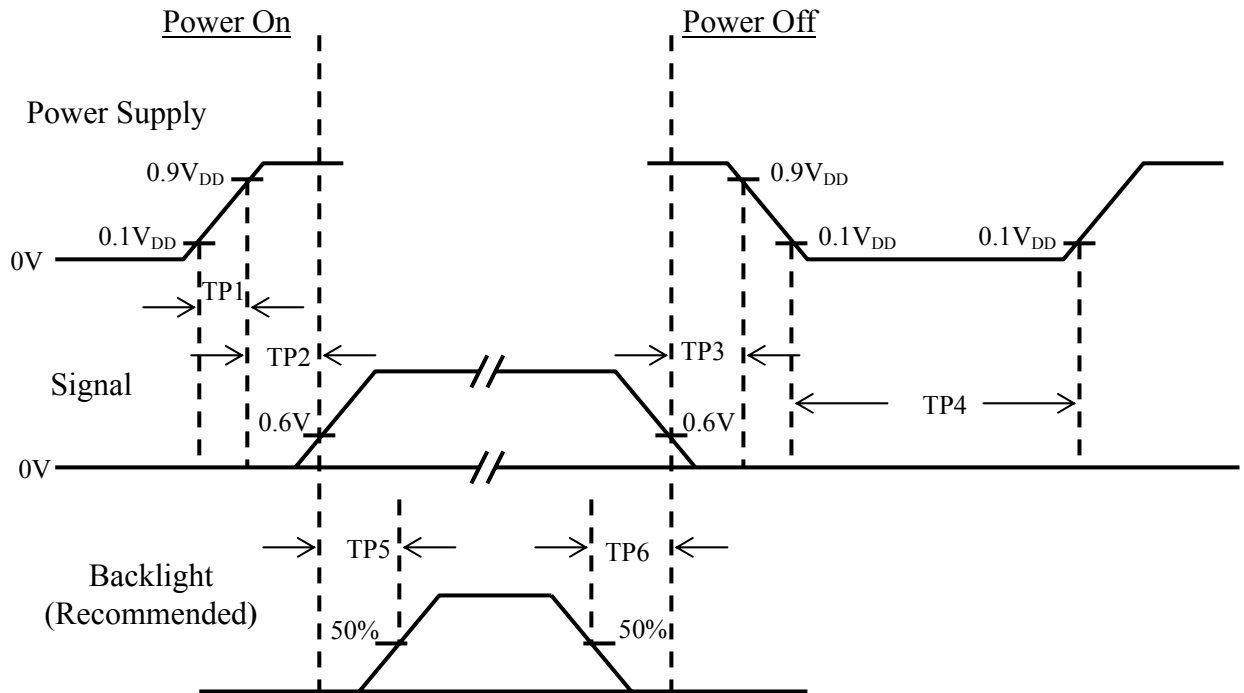 Power On
Power Off
Power Supply
0.9VDD
0.9VDD
0.1VDD
0.1VDD
0.1VDD
0V
TP1
TP2
TP3
Signal
TP4
0.6V
0.6V
0V
TP5
TP6
Backlight
(Recommended)
50%
50%